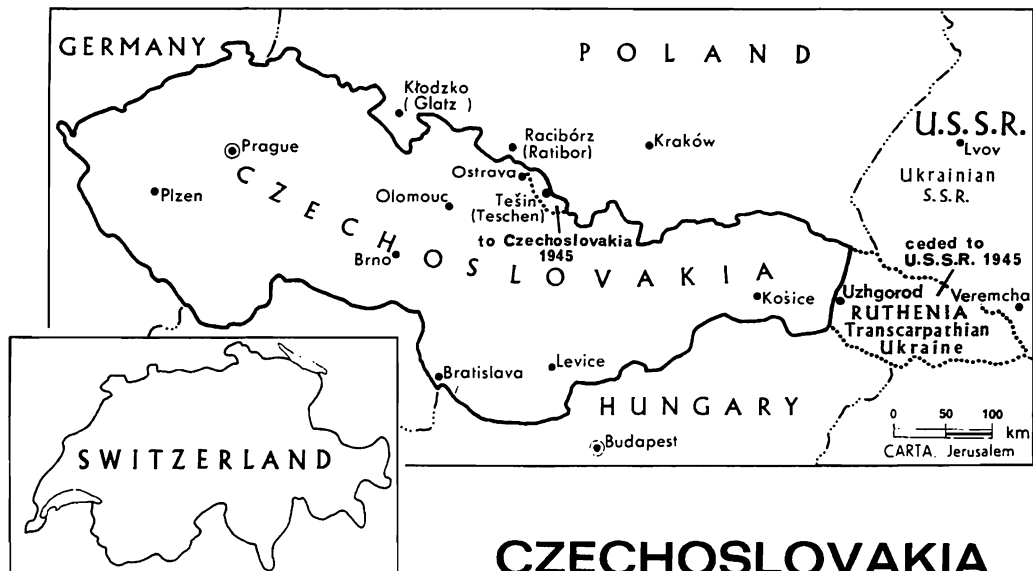 GERMANY
POLAND
Kłodzko
(Glatz )
U.S.S.R.
Lvov
Ukrainian
S.S.R.
Racibórz
(Ratibor)
Kraków
Prague
Ostrava
Plzen
Olomouc
Tešin
(Teschen)
to Czechoslovakia
1945
CZECHOSLOVAKIA
Brno
ceded to
U.S.S.R. 1945
Košice
Uzhgorod
Veremcha
RUTHENIA
Transcarpathian
Ukraine
Bratislava
Levice
HUNGARY
Budapest
0 50 100
km
CARTA. Jerusalem
SWITZERLAND
CZECHOSLOVAKIA